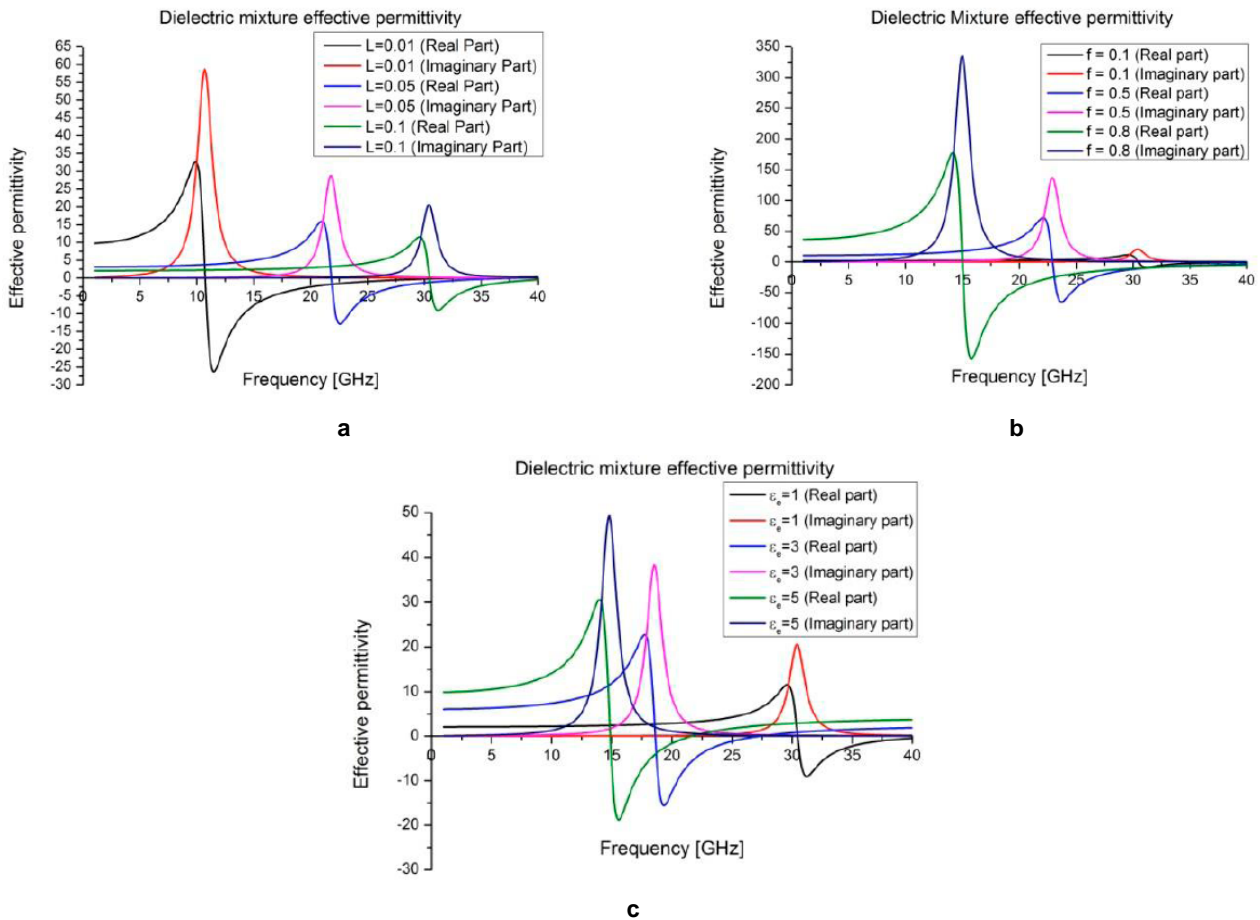 Dielectric mixture effective permittivity
L=0.01 (Real Part)
L=0.01 (Imaginary Part)
L=0.05 (Real Part)
L=0.05 (Imaginary Part)
L=0.1 (Real Part)
L=0.1 (Imaginary Part)
Effective permittivity
65
60
55
50
45
40
35
30
25
20
15
10
5
0
-5
-10
-15
-20
-25
-30
0
5
10
15
20
25
30
35
40
Frequency [GHz]
a
Dielectric Mixture effective permittivity
f = 0.1 (Real part)
f = 0.1 (Imaginary part)
f = 0.5 (Real part)
f = 0.5 (Imaginary part)
f = 0.8 (Real part)
f = 0.8 (Imaginary part)
Effective permittivity
350
300
250
200
150
100
50
0
-50
-100
-150
-200
0
5
10
15
20
25
30
35
40
Frequency [GHz]
b
Dielectric mixture effective permittivity
εe=1 (Real part)
εe=1 (Imaginary part)
εe=3 (Real part)
εe=3 (Imaginary part)
εe=5 (Real part)
εe=5 (Imaginary part)
Effective permittivity
50
40
30
20
10
0
-10
-20
-30
0
5
10
15
20
25
30
35
40
Frequency [GHz]
c